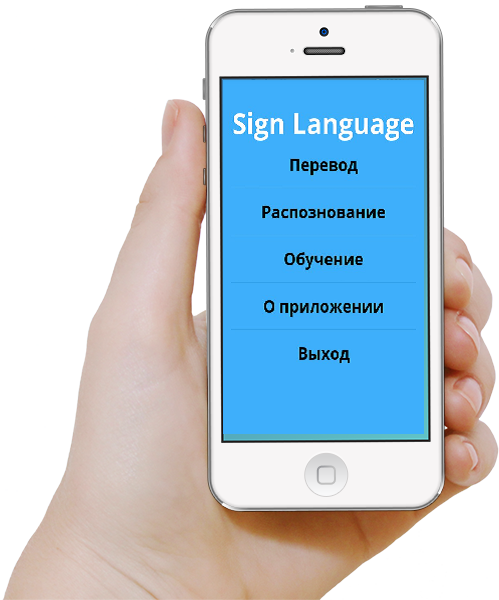 Sign Language
Перевод
Распознование
Обучение
О приложении
Выход